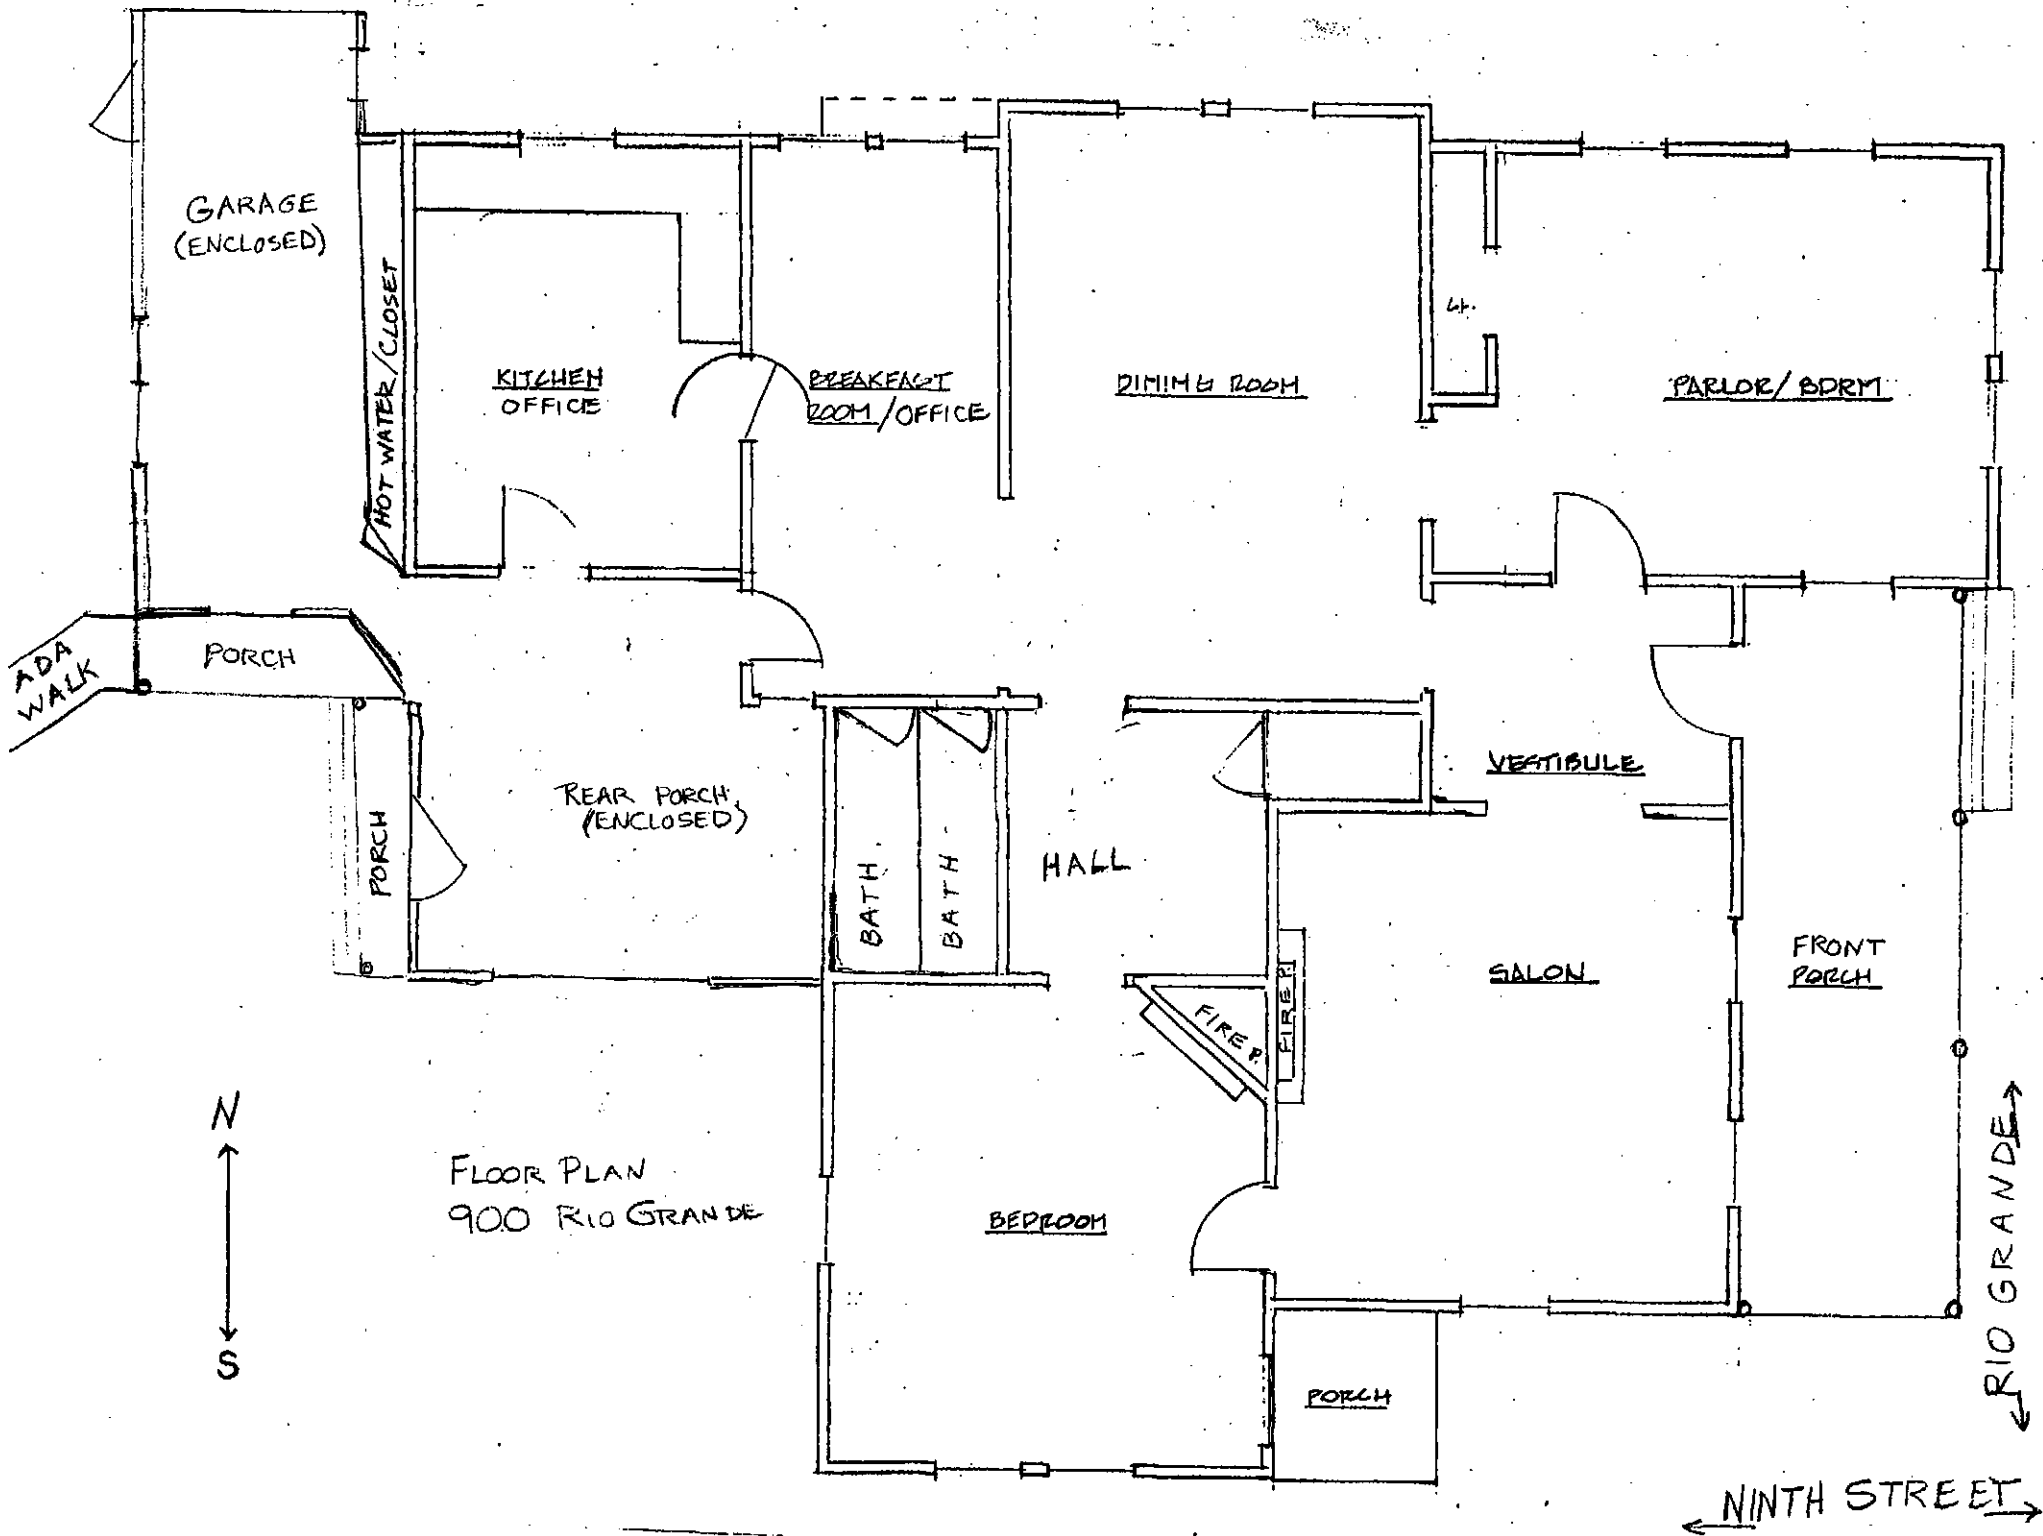 GARAGE
(ENCLOSED)
HOT WATER/CLOSET
KITCHEN
OFFICE
BREAKFAST
ROOM/OFFICE
DINING ROOM
PARLOR/BDRM
ADA
WALK
PORCH
PORCH
REAR PORCH
(ENCLOSED)
BATH
BATH
HALL
VESTIBULE
FIRE P.
FIRE P.
SALON
FRONT
PORCH
N
S
FLOOR PLAN
900 RIO GRANDE
BEDROOM
PORCH
RIO GRANDE
NINTH STREET